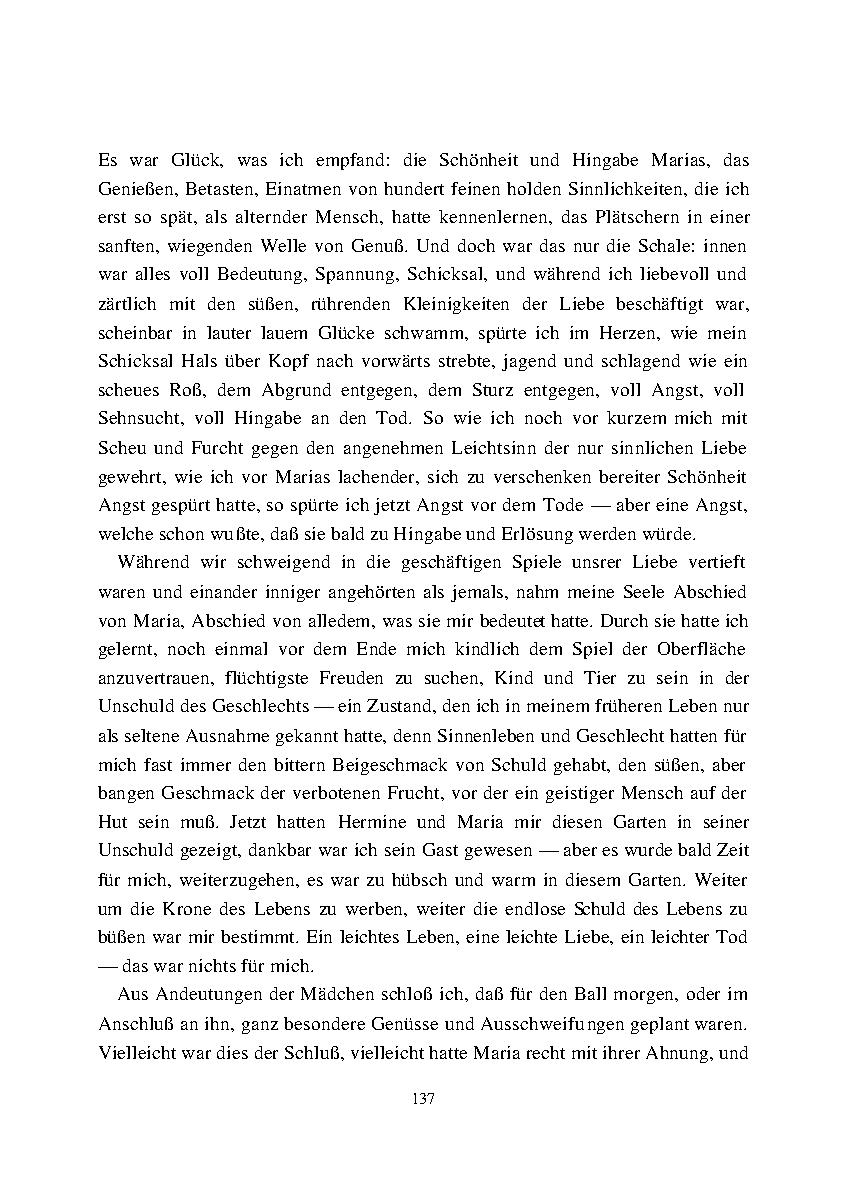 Es war Glück, was ich empfand: die Schönheit und Hingabe Marias, das
Genießen, Betasten, Einatmen von hundert feinen holden Sinnlichkeiten, die ich
erst so spät, als alternder Mensch, hatte kennenlernen, das Plätschern in einer
sanften, wiegenden Welle von Genuß. Und doch war das nur die Schale: innen
war alles voll Bedeutung, Spannung, Schicksal, und während ich liebevoll und
zärtlich mit den süßen, rührenden Kleinigkeiten der Liebe beschäftigt war,
scheinbar in lauter lauem Glücke schwamm, spürte ich im Herzen, wie mein
Schicksal Hals über Kopf nach vorwärts strebte, jagend und schlagend wie ein
scheues Roß, dem Abgrund entgegen, dem Sturz entgegen, voll Angst, voll
Sehnsucht, voll Hingabe an den Tod. So wie ich noch vor kurzem mich mit
Scheu und Furcht gegen den angenehmen Leichtsinn der nur sinnlichen Liebe
gewehrt, wie ich vor Marias lachender, sich zu verschenken bereiter Schönheit
Angst gespürt hatte, so spürte ich jetzt Angst vor dem Tode — aber eine Angst,
welche schon wußte, daß sie bald zu Hingabe und Erlösung werden würde.
Während wir schweigend in die geschäftigen Spiele unsrer Liebe vertieft
waren und einander inniger angehörten als jemals, nahm meine Seele Abschied
von Maria, Abschied von alledem, was sie mir bedeutet hatte. Durch sie hatte ich
gelernt, noch einmal vor dem Ende mich kindlich dem Spiel der Oberfläche
anzuvertrauen, flüchtigste Freuden zu suchen, Kind und Tier zu sein in der
Unschuld des Geschlechts — ein Zustand, den ich in meinem früheren Leben nur
als seltene Ausnahme gekannt hatte, denn Sinnenleben und Geschlecht hatten für
mich fast immer den bittern Beigeschmack von Schuld gehabt, den süßen, aber
bangen Geschmack der verbotenen Frucht, vor der ein geistiger Mensch auf der
Hut sein muß. Jetzt hatten Hermine und Maria mir diesen Garten in seiner
Unschuld gezeigt, dankbar war ich sein Gast gewesen — aber es wurde bald Zeit
für mich, weiterzugehen, es war zu hübsch und warm in diesem Garten. Weiter
um die Krone des Lebens zu werben, weiter die endlose Schuld des Lebens zu
büßen war mir bestimmt. Ein leichtes Leben, eine leichte Liebe, ein leichter Tod
— das war nichts für mich.
Aus Andeutungen der Mädchen schloß ich, daß für den Ball morgen, oder im
Anschluß an ihn, ganz besondere Genüsse und Ausschweifungen geplant waren.
Vielleicht war dies der Schluß, vielleicht hatte Maria recht mit ihrer Ahnung, und
137